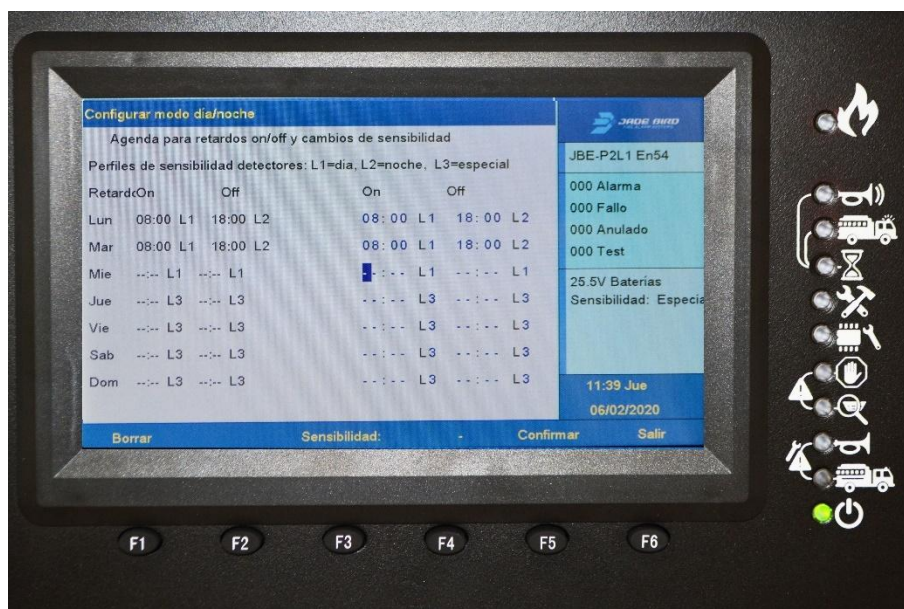 Configurar modo dia/noche
Agenda para retardos on/off y cambios de sensibilidad
Perfiles de sensibilidad detectores: L1=dia, L2=noche, L3=especial
RetardoOn Off On Off
Lun 08:00 L1 18:00 L2 08:00 L1 18:00 L2
Mar 08:00 L1 18:00 L2 08:00 L1 18:00 L2
Mie --:-- L1 --:-- L1 --:-- L1 --:-- L1
Jue --:-- L3 --:-- L3 --:-- L3 --:-- L3
Vie --:-- L3 --:-- L3 --:-- L3 --:-- L3
Sab --:-- L3 --:-- L3 --:-- L3 --:-- L3
Dom --:-- L3 --:-- L3 --:-- L3 --:-- L3
JADE BIRD
JBE-P2L1 En54
000 Alarma
000 Fallo
000 Anulado
000 Test
25.5V Baterias
Sensibilidad: Especia
11:39 Jue
06/02/2020
Borrar Sensibilidad: - Confirmar Salir
F1 F2 F3 F4 F5 F6